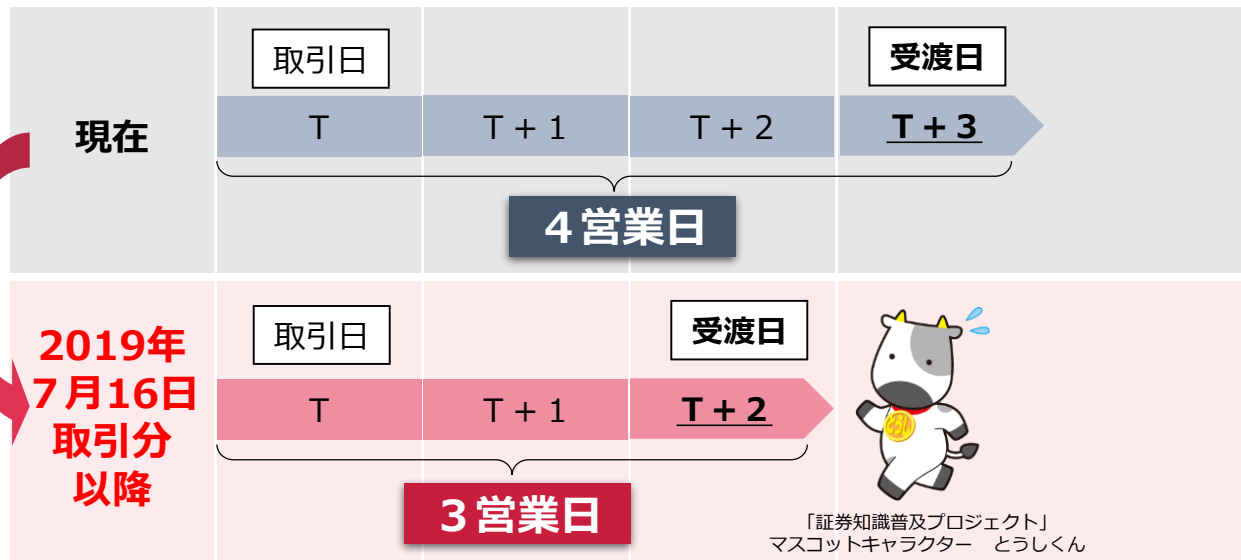 取引日
受渡日
現在
T
T + 1
T + 2
T + 3
４営業日
2019年
７月16日
取引分
以降
取引日
受渡日
T
T + 1
T + 2
３営業日
「証券知識普及プロジェクト」
マスコットキャラクター　とうしくん